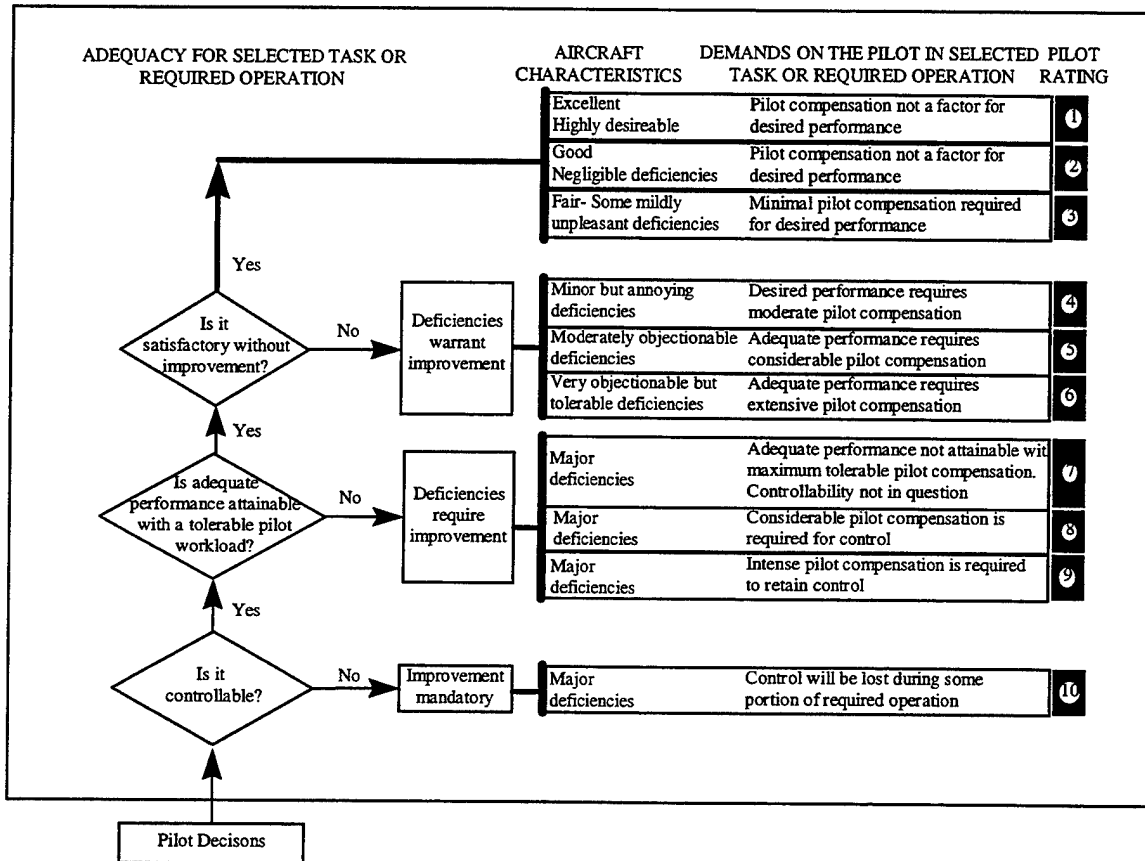 ADEQUACY FOR SELECTED TASK OR
REQUIRED OPERATION
AIRCRAFT
CHARACTERISTICS
DEMANDS ON THE PILOT IN SELECTED
TASK OR REQUIRED OPERATION
PILOT
RATING
Excellent
Highly desireable
Pilot compensation not a factor for
desired performance
1
Good
Negligible deficiencies
Pilot compensation not a factor for
desired performance
2
Fair- Some mildly
unpleasant deficiencies
Minimal pilot compensation required
for desired performance
3
Yes
Is it
satisfactory without
improvement?
No
Deficiencies
warrant
improvement
Minor but annoying
deficiencies
Desired performance requires
moderate pilot compensation
4
Moderately objectionable
deficiencies
Adequate performance requires
considerable pilot compensation
5
Very objectionable but
tolerable deficiencies
Adequate performance requires
extensive pilot compensation
6
Yes
Is adequate
performance attainable
with a tolerable pilot
workload?
No
Deficiencies
require
improvement
Major
deficiencies
Adequate performance not attainable wit
maximum tolerable pilot compensation.
Controllability not in question
7
Major
deficiencies
Considerable pilot compensation is
required for control
8
Major
deficiencies
Intense pilot compensation is required
to retain control
9
Yes
Is it
controllable?
No
Improvement
mandatory
Major
deficiencies
Control will be lost during some
portion of required operation
10
Pilot Decisons